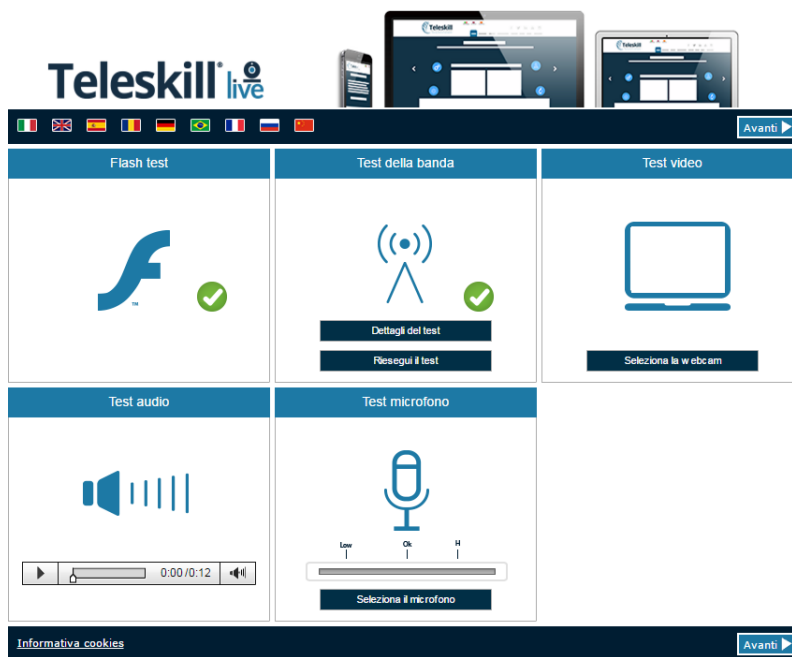 Teleskill
Teleskill live
Avanti
Flash test
Test della banda
Test video
™
Dettagli del test
Riesegui il test
Seleziona la webcam
Test audio
Test microfono
Low Ok H
0:00/0:12
Seleziona il microfono
Informativa cookies
Avanti